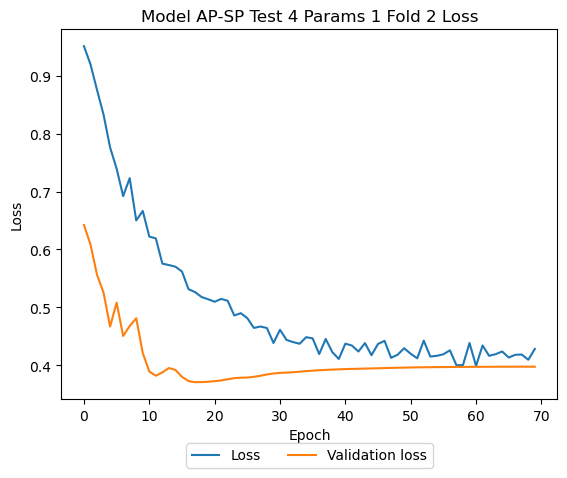 Model AP-SP Test 4 Params 1 Fold 2 Loss
0.9
0.8
0.7
0.6
0.5
0.4
Loss
0 10 20 30 40 50 60 70
Epoch
Loss Validation loss